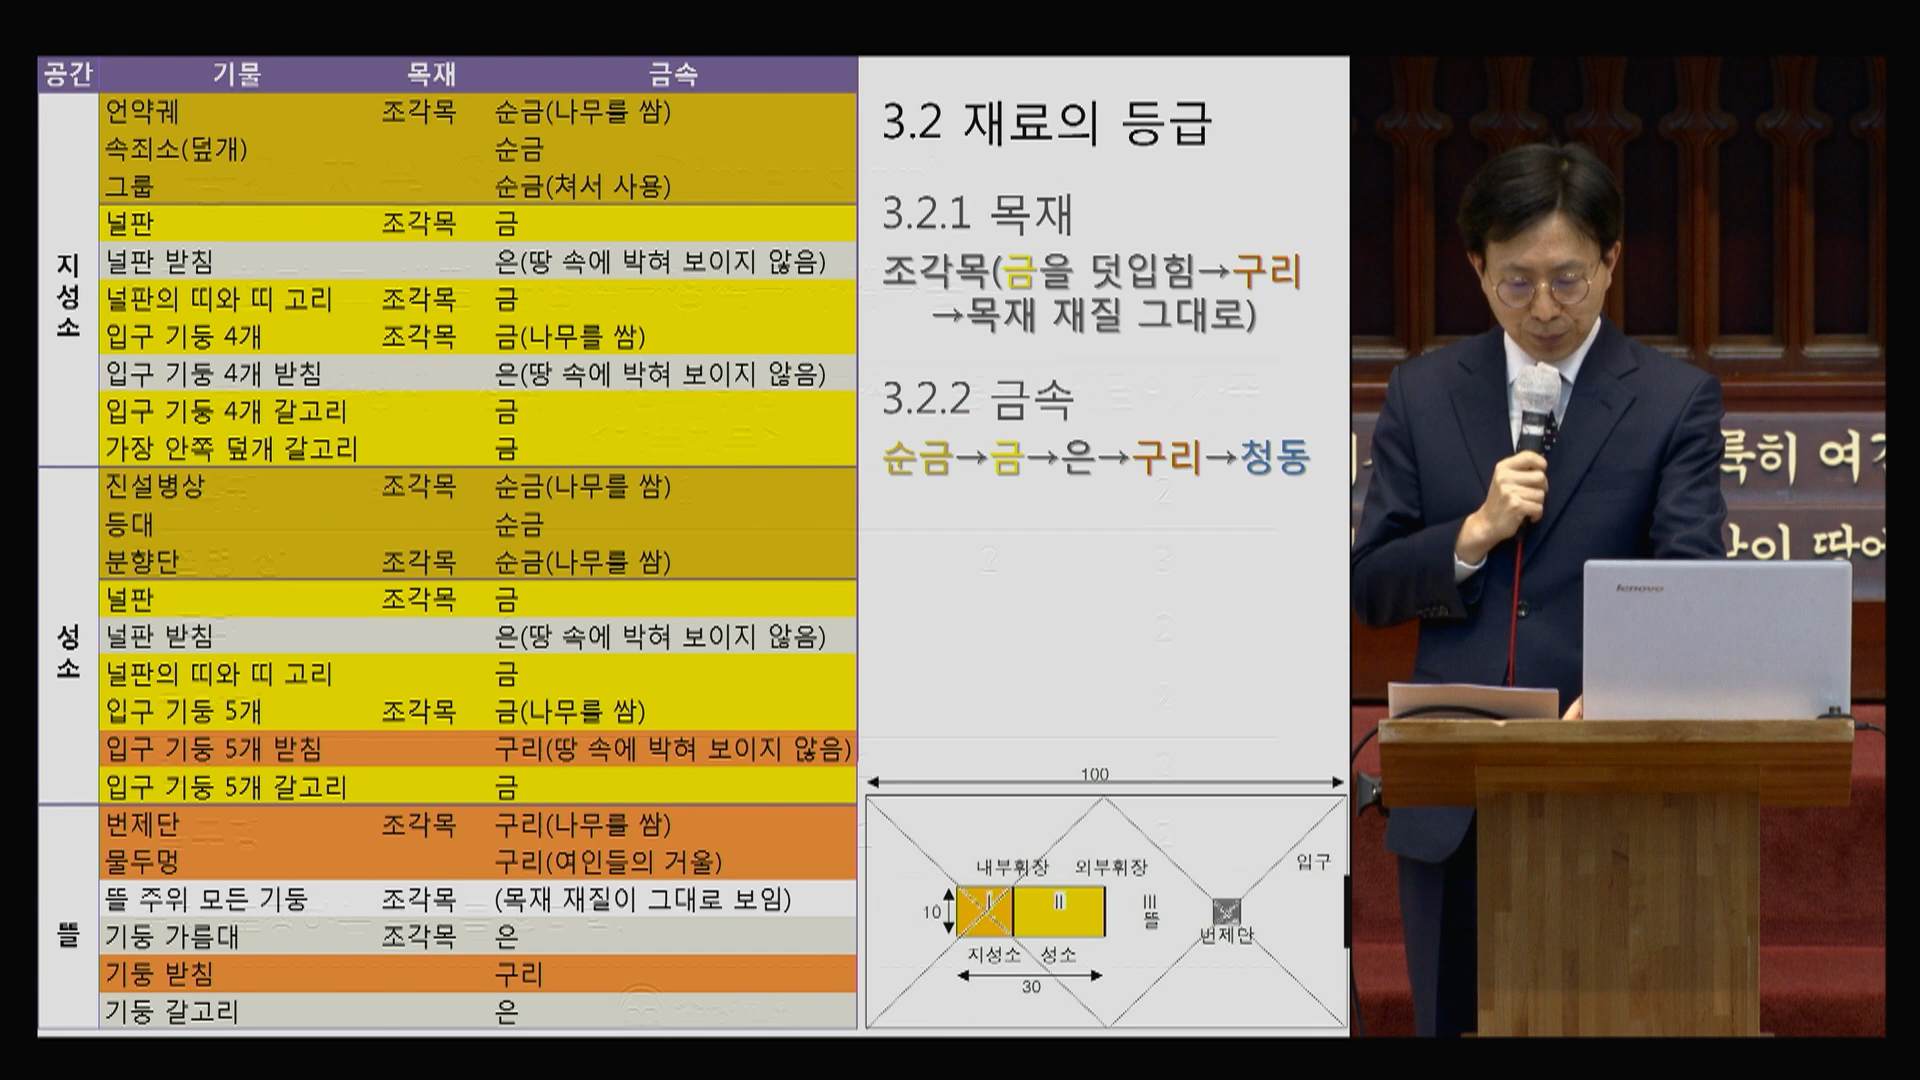 공간 기물 목재 금속
지성소
언약궤 조각목 순금(나무를 쌈)
속죄소(덮개) 순금
그룹 순금(쳐서 사용)
널판 조각목 금
널판 받침 은(땅 속에 박혀 보이지 않음)
널판의 띠와 띠 고리 조각목 금
입구 기둥 4개 조각목 금(나무를 쌈)
입구 기둥 4개 받침 은(땅 속에 박혀 보이지 않음)
입구 기둥 4개 갈고리 금
가장 안쪽 덮개 갈고리 금
성소
진설병상 조각목 순금(나무를 쌈)
등대 순금
분향단 조각목 순금(나무를 쌈)
널판 조각목 금
널판 받침 은(땅 속에 박혀 보이지 않음)
널판의 띠와 띠 고리 금
입구 기둥 5개 조각목 금(나무를 쌈)
입구 기둥 5개 받침 구리(땅 속에 박혀 보이지 않음)
입구 기둥 5개 갈고리 금
뜰
번제단 조각목 구리(나무를 쌈)
물두멍 구리(여인들의 거울)
뜰 주위 모든 기둥 조각목 (목재 재질이 그대로 보임)
기둥 가름대 조각목 은
기둥 받침 구리
기둥 갈고리 은
3.2 재료의 등급
3.2.1 목재
조각목(금을 덧입힘→구리
→목재 재질 그대로)
3.2.2 금속
순금→금→은→구리→청동
100
내부휘장 외부휘장 입구
10 I II III
뜰
번제단
지성소 성소
30
룩히 여
이 땅에
lenovo